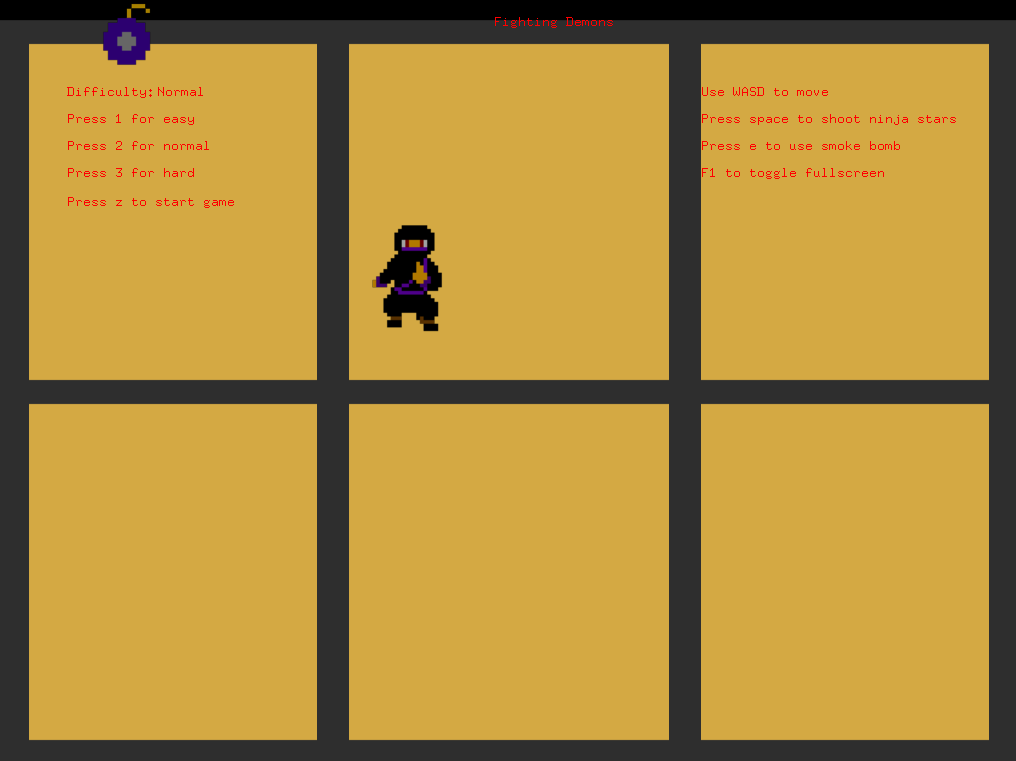 Fighting Demons
Difficulty: Normal
Press 1 for easy
Press 2 for normal
Press 3 for hard
Press z to start game
Use WASD to move
Press space to shoot ninja stars
Press e to use smoke bomb
F1 to toggle fullscreen